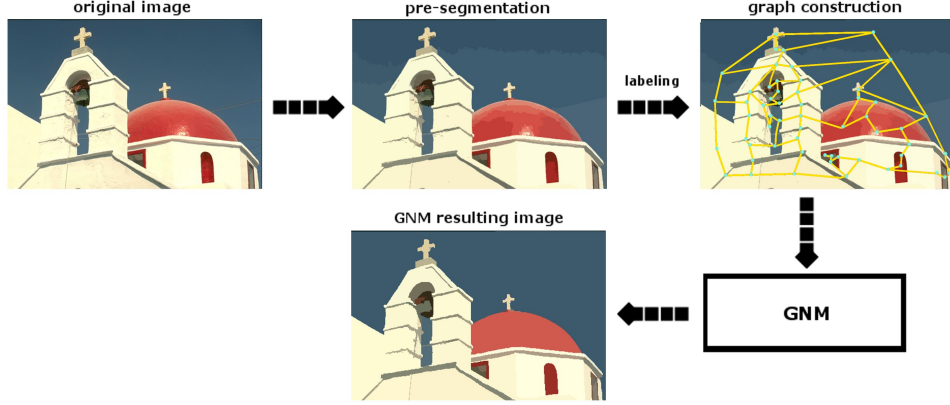 original image
pre-segmentation
graph construction
labeling
GNM resulting image
GNM